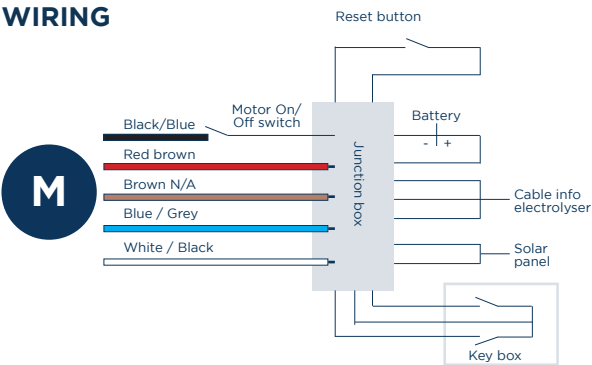 WIRING
Reset button
Motor On/
Off switch
Black/Blue
Battery
- +
Red brown
M
Brown N/A
Blue / Grey
White / Black
Junction box
Cable info
electrolyser
Solar
panel
Key box